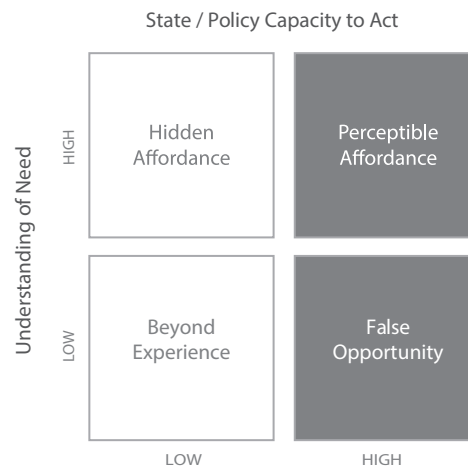 State / Policy Capacity to Act
Understanding of Need
HIGH
Hidden
Affordance
Perceptible
Affordance
LOW
Beyond
Experience
False
Opportunity
LOW
HIGH